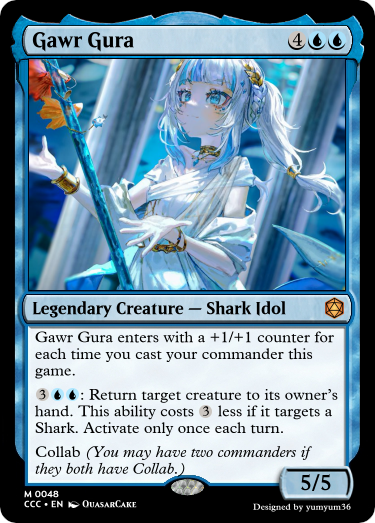 Gawr Gura 4
Legendary Creature — Shark Idol
Gawr Gura enters with a +1/+1 counter for
each time you cast your commander this
game.
3: Return target creature to its owner's
hand. This ability costs 3 less if it targets a
Shark. Activate only once each turn.
Collab (You may have two commanders if
they both have Collab.)
5/5
M 0048
CCC • EN QUASARCAKE
Designed by yumyum36